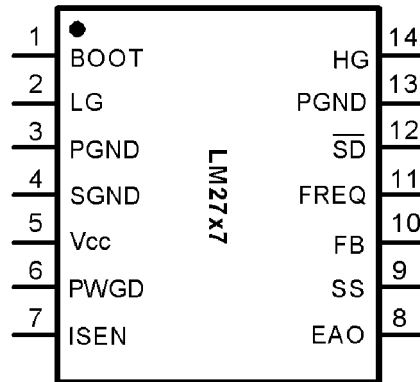 1 BOOT HG 14
2 LG PGND 13
3 PGND SD 12
4 SGND FREQ 11
5 Vcc FB 10
6 PWGD SS 9
7 ISEN EAO 8
LM27x7